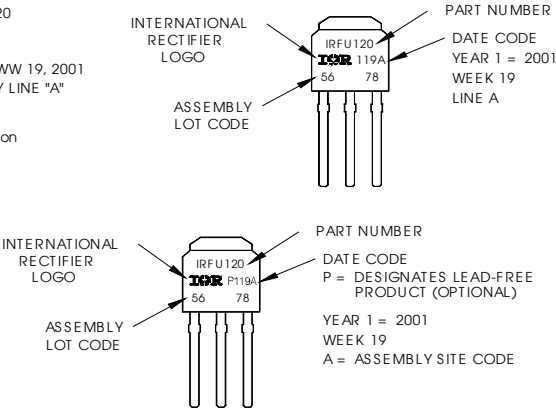 20
WW 19, 2001
Y LINE "A"
on
INTERNATIONAL
RECTIFIER
LOGO
ASSEMBLY
LOT CODE
IRFU120
IOR 119A
56 78
PART NUMBER
DATE CODE
YEAR 1 = 2001
WEEK 19
LINE A
INTERNATIONAL
RECTIFIER
LOGO
ASSEMBLY
LOT CODE
IRFU120
IOR P119A
56 78
PART NUMBER
DATE CODE
P = DESIGNATES LEAD-FREE
PRODUCT (OPTIONAL)
YEAR 1 = 2001
WEEK 19
A = ASSEMBLY SITE CODE